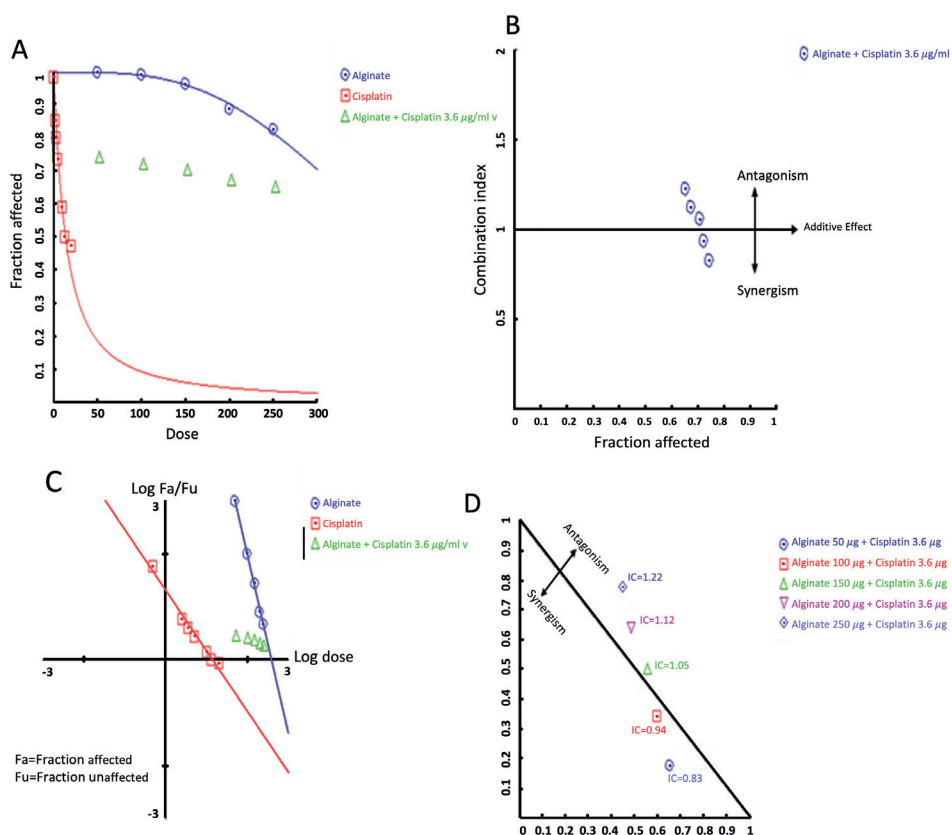 A
Fraction affected
1
0.9
0.8
0.7
0.6
0.5
0.4
0.3
0.2
0.1
0 50 100 150 200 250 300
Dose
Alginate
Cisplatin
Alginate + Cisplatin 3.6 µg/ml v
B
Combination index
2
1.5
1
0.5
0
0 0.1 0.2 0.3 0.4 0.5 0.6 0.7 0.8 0.9 1
Fraction affected
Alginate + Cisplatin 3.6 µg/ml
Antagonism
Additive Effect
Synergism
C
Log Fa/Fu
3
Alginate
Cisplatin
Alginate + Cisplatin 3.6 µg/ml v
Log dose
-3
3
-3
Fa=Fraction affected
Fu=Fraction unaffected
D
1
0.9
0.8
0.7
0.6
0.5
0.4
0.3
0.2
0.1
0 0.1 0.2 0.3 0.4 0.5 0.6 0.7 0.8 0.9 1
Antagonism
Synergism
IC=1.22
IC=1.12
IC=1.05
IC=0.94
IC=0.83
Alginate 50 µg + Cisplatin 3.6 µg
Alginate 100 µg + Cisplatin 3.6 µg
Alginate 150 µg + Cisplatin 3.6 µg
Alginate 200 µg + Cisplatin 3.6 µg
Alginate 250 µg + Cisplatin 3.6 µg